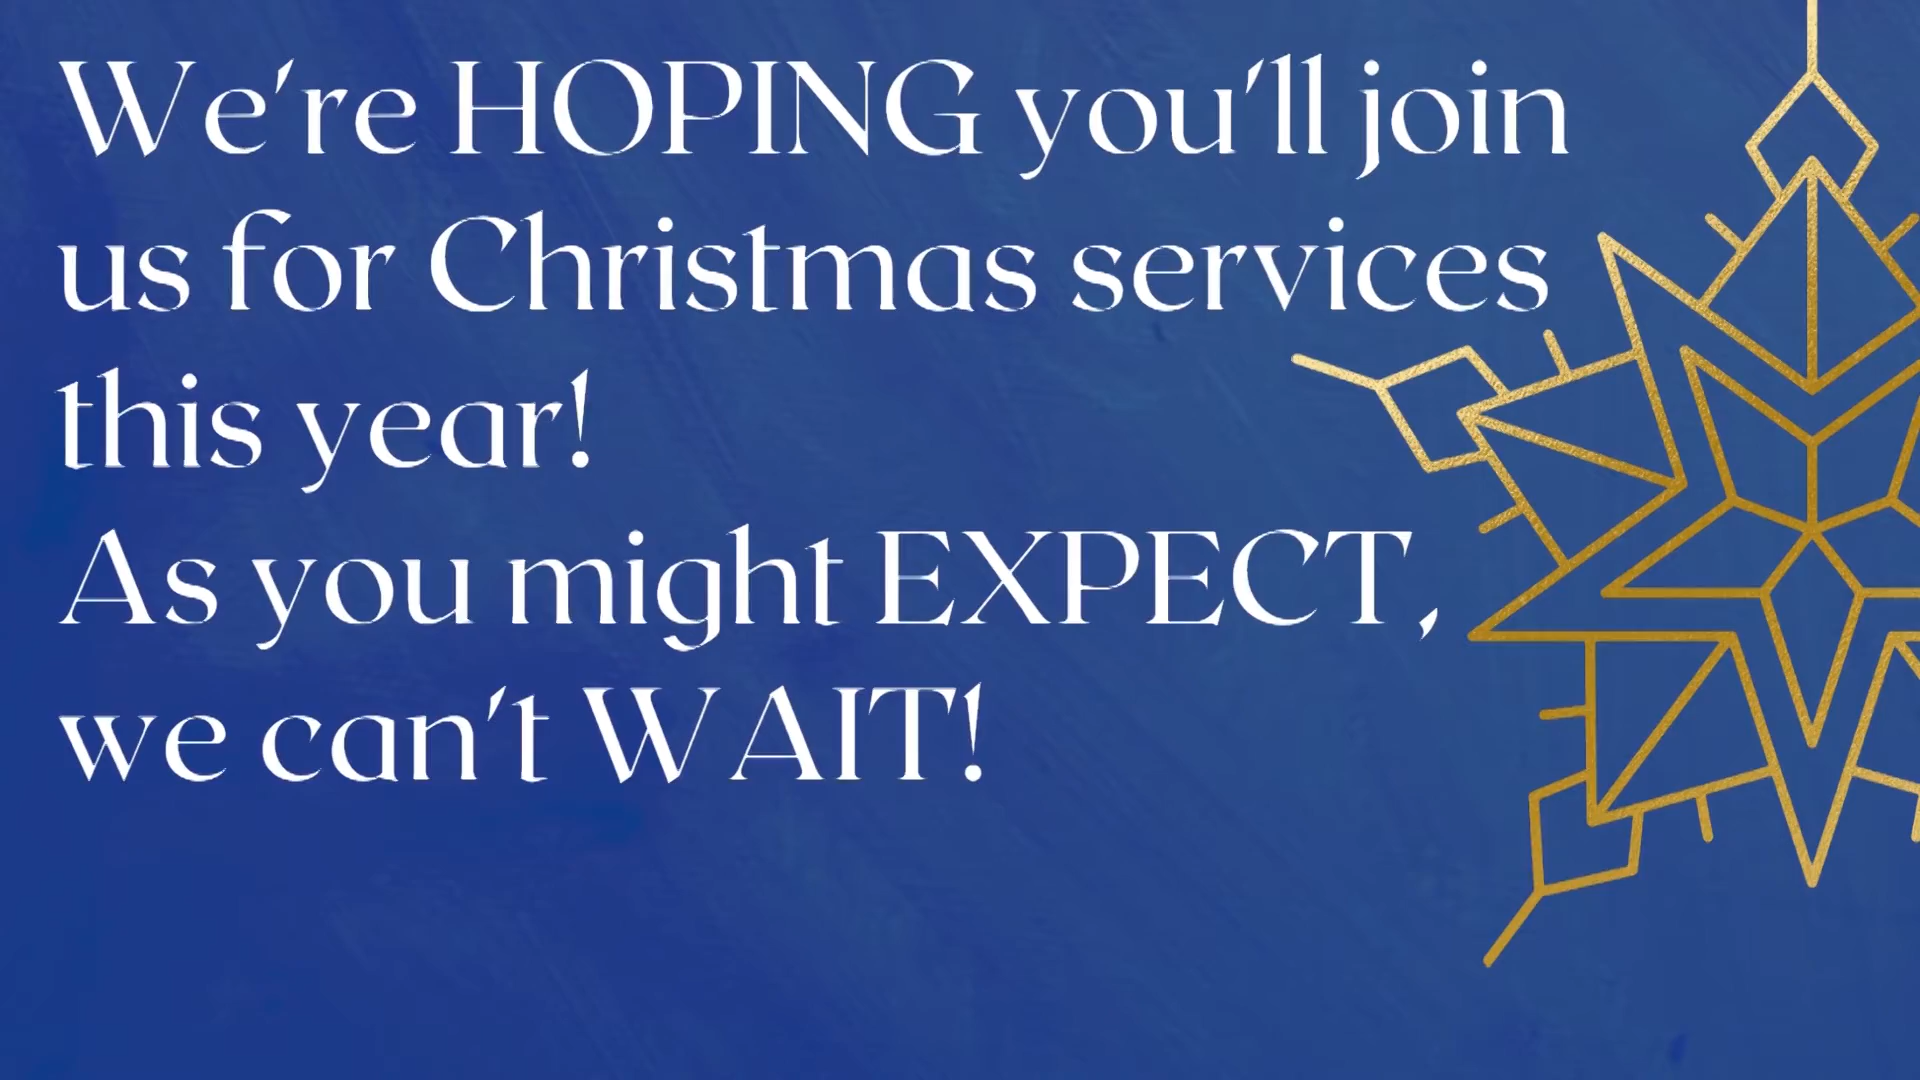 We're HOPING you'll join
us for Christmas services
this year!
As you might EXPECT,
we can't WAIT!